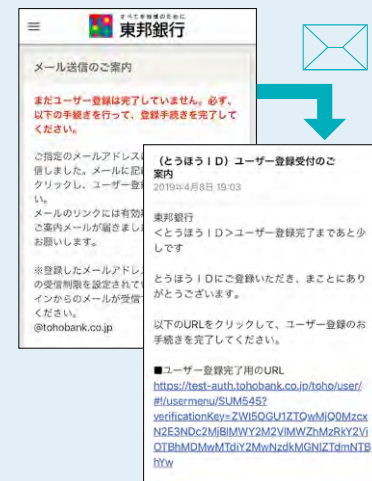 すべてを地域のために
東邦銀行
メール送信のご案内
まだユーザー登録は完了していません。必ず、
以下の手続きを行って、登録手続きを完了して
ください。
ご指定のメールアドレス
信しました。メールに記
クリックし、ユーザー登
い。
メールのリンクには有効
ご案内メールが届きまし
お願いします。
※登録したメールアドレ
の受信制限を設定されて
インからのメールが受信
ください。
@tohobank.co.jp
(とうほうID)ユーザー登録受付のご
案内
2019年4月8日 19:03
東邦銀行
<とうほうID>ユーザー登録完了まであと少
しです
とうほうIDにご登録いただき、まことにあり
がとうございます。
以下のURLをクリックして、ユーザー登録のお
手続きを完了してください。
■ユーザー登録完了用のURL
https://test-auth.tohobank.co.jp/toho/user/
#!/usermenu/SUM545?
verificationKey=ZWI5OGU1ZTQwMjQ0Mzcx
N2E3NDc2MjBlMWY2M2VlMWZhMzRkY2Vj
OTBhMDMwMTdiY2MwNzdkMGNlZTdmNTB
hYw